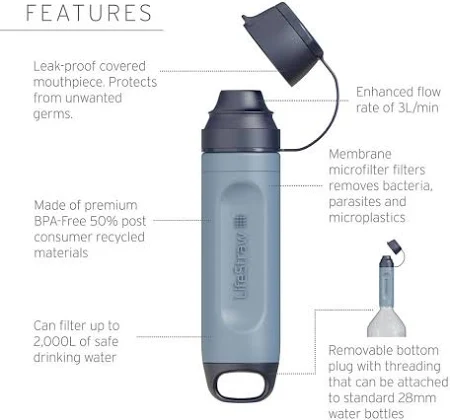 FEATURES
Leak-proof covered
mouthpiece. Protects
from unwanted
germs.
Enhanced flow
rate of 3L/min
Membrane
microfilter filters
removes bacteria,
parasites and
microplastics.
Made of premium
BPA-Free 50% post
consumer recycled
materials
LifeStraw
Can filter up to
2,000L of safe
drinking water
Removable bottom
plug with threading
that can be attached
to standard 28mm
water bottles